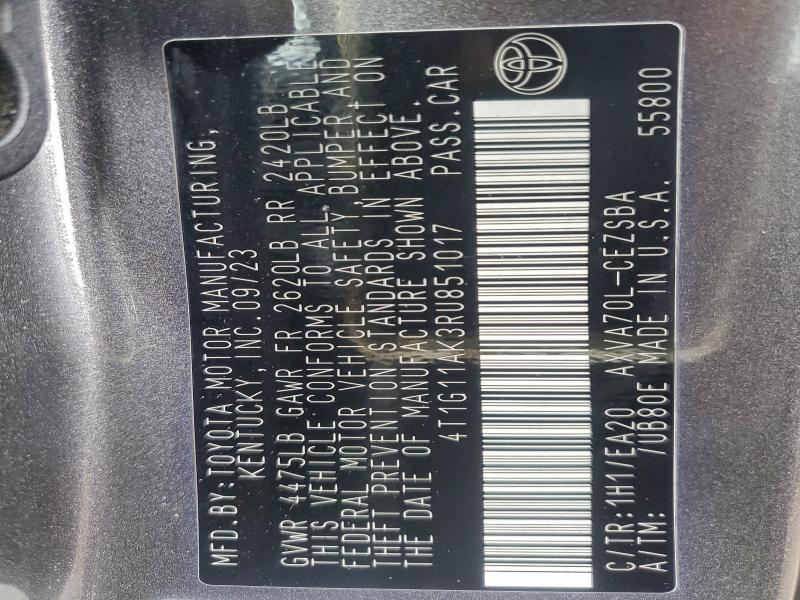 MFD.BY:TOYOTA MOTOR MANUFACTURING,
KENTUCKY, INC.09/23
GVWR 4475LB GAWR FR 2620LB RR 2420LB
THIS VEHICLE CONFORMS TO ALL APPLICABLE
FEDERAL MOTOR VEHICLE SAFETY, BUMPER AND
THEFT PREVENTION STANDARDS IN EFFECT ON
THE DATE OF MANUFACTURE SHOWN ABOVE.
4T1G11AK3RU851017 PASS.CAR
C/TR:1H1/EA20 AXVA70L-CEZSBA
A/TM: /UB80E MADE IN U.S.A. 55800